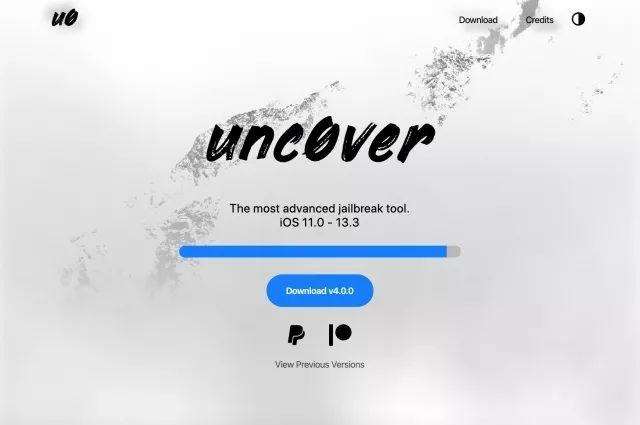 u0
Download
Credits
unc0ver
The most advanced jailbreak tool.
iOS 11.0 - 13.3
Download v4.0.0
View Previous Versions